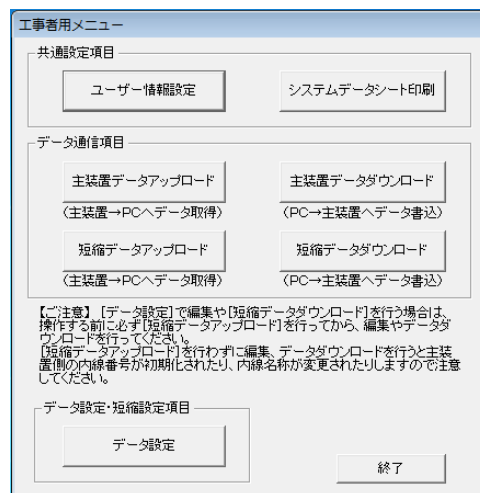 工事者用メニュー
共通設定項目
ユーザー情報設定 システムデータシート印刷
データ通信項目
主装置データアップロード 主装置データダウンロード
(主装置→PCへデータ取得) (PC→主装置へデータ書込)
短縮データアップロード 短縮データダウンロード
(主装置→PCへデータ取得) (PC→主装置へデータ書込)
【ご注意】 [データ設定]で編集や[短縮データダウンロード]を行う場合は、
操作する前に必ず[短縮データアップロード]を行ってから、編集やデータダ
ウンロードを行ってください。
[短縮データアップロード]を行わずに編集、データダウンロードを行うと主装
置側の内線番号が初期化されたり、内線名称が変更されたりしますので注意
してください。
データ設定・短縮設定項目
データ設定
終了